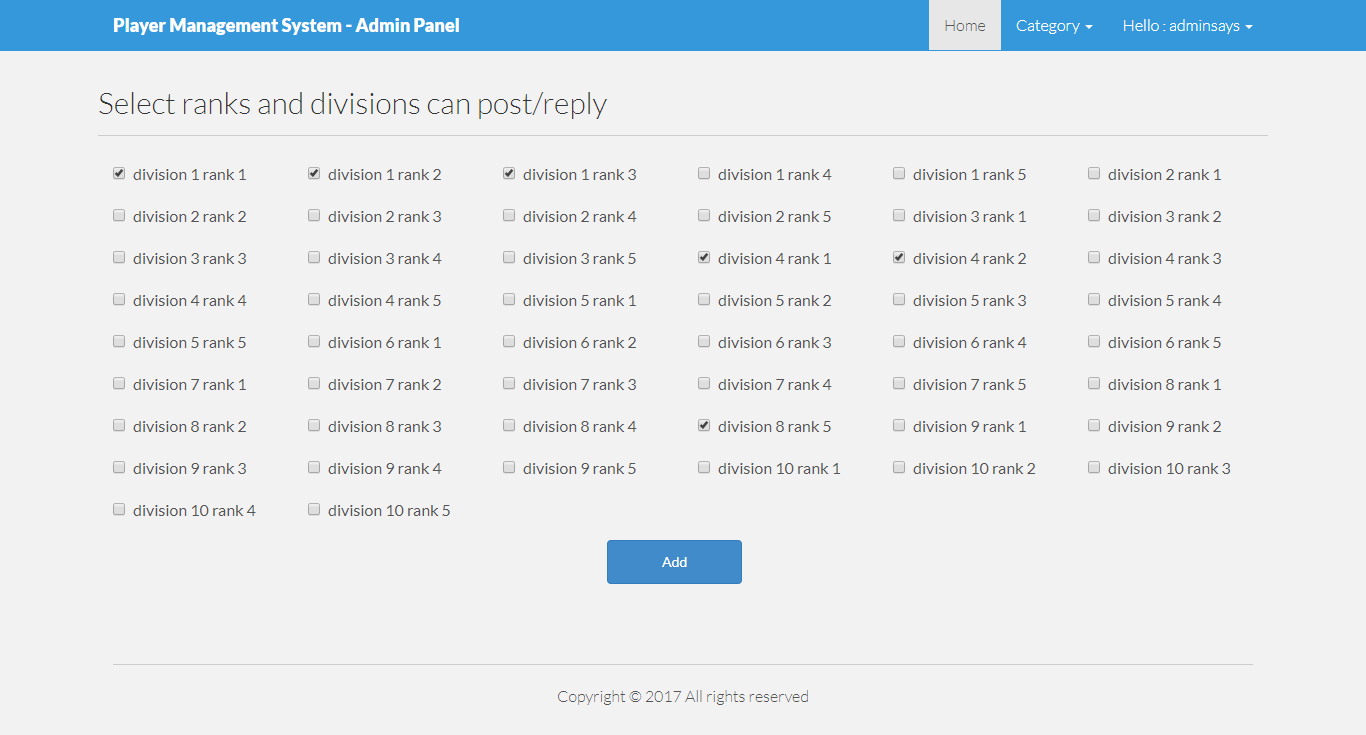 Player Management System - Admin Panel Home Category Hello : adminsays
Select ranks and divisions can post/reply
division 1 rank 1 division 1 rank 2 division 1 rank 3 division 1 rank 4 division 1 rank 5 division 2 rank 1
division 2 rank 2 division 2 rank 3 division 2 rank 4 division 2 rank 5 division 3 rank 1 division 3 rank 2
division 3 rank 3 division 3 rank 4 division 3 rank 5 division 4 rank 1 division 4 rank 2 division 4 rank 3
division 4 rank 4 division 4 rank 5 division 5 rank 1 division 5 rank 2 division 5 rank 3 division 5 rank 4
division 5 rank 5 division 6 rank 1 division 6 rank 2 division 6 rank 3 division 6 rank 4 division 6 rank 5
division 7 rank 1 division 7 rank 2 division 7 rank 3 division 7 rank 4 division 7 rank 5 division 8 rank 1
division 8 rank 2 division 8 rank 3 division 8 rank 4 division 8 rank 5 division 9 rank 1 division 9 rank 2
division 9 rank 3 division 9 rank 4 division 9 rank 5 division 10 rank 1 division 10 rank 2 division 10 rank 3
division 10 rank 4 division 10 rank 5
Add
Copyright © 2017 All rights reserved